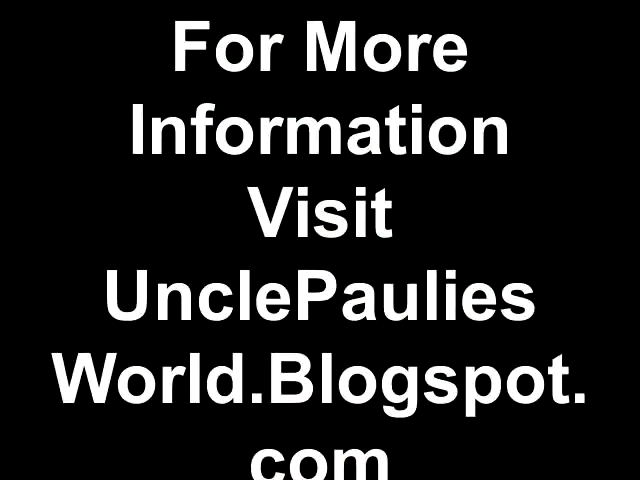 For More
Information
Visit
UnclePaulies
World.Blogspot.
com